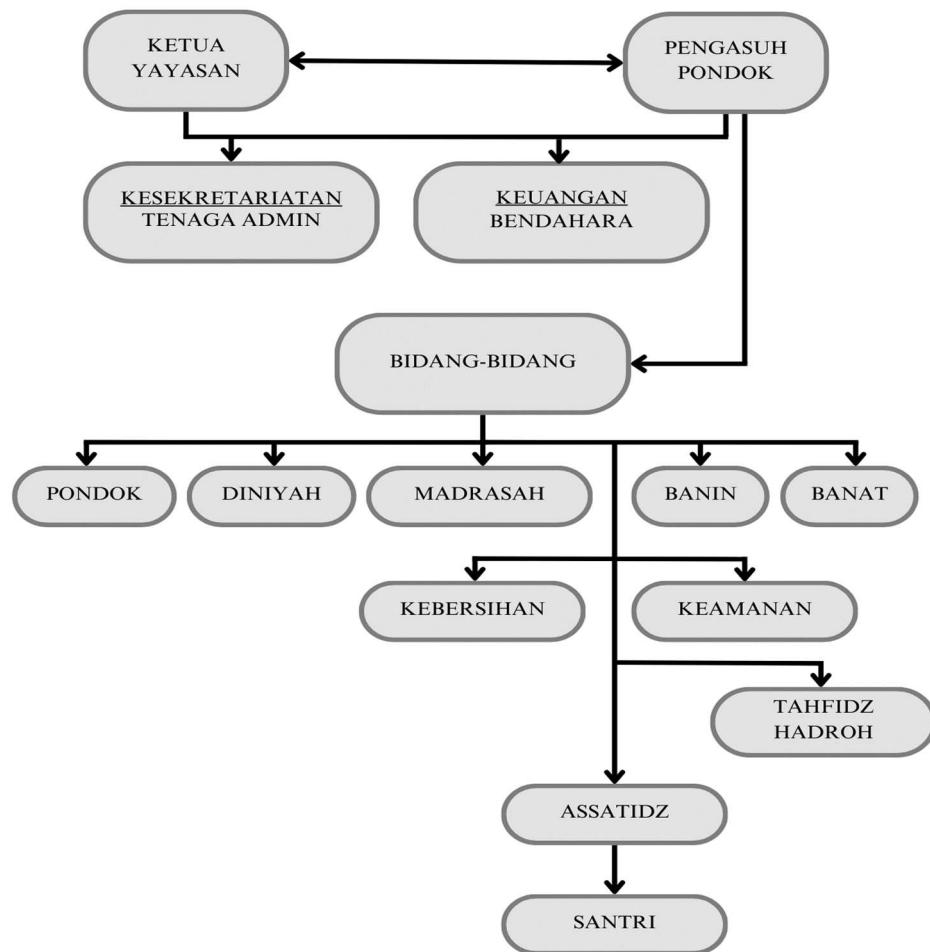 KETUA
YAYASAN
PENGASUH
PONDOK
KESEKRETARIATAN
TENAGA ADMIN
KEUANGAN
BENDAHARA
BIDANG-BIDANG
PONDOK
DINIYAH
MADRASAH
BANIN
BANAT
KEBERSIHAN
KEAMANAN
TAHFIDZ
HADROH
ASSATIDZ
SANTRI